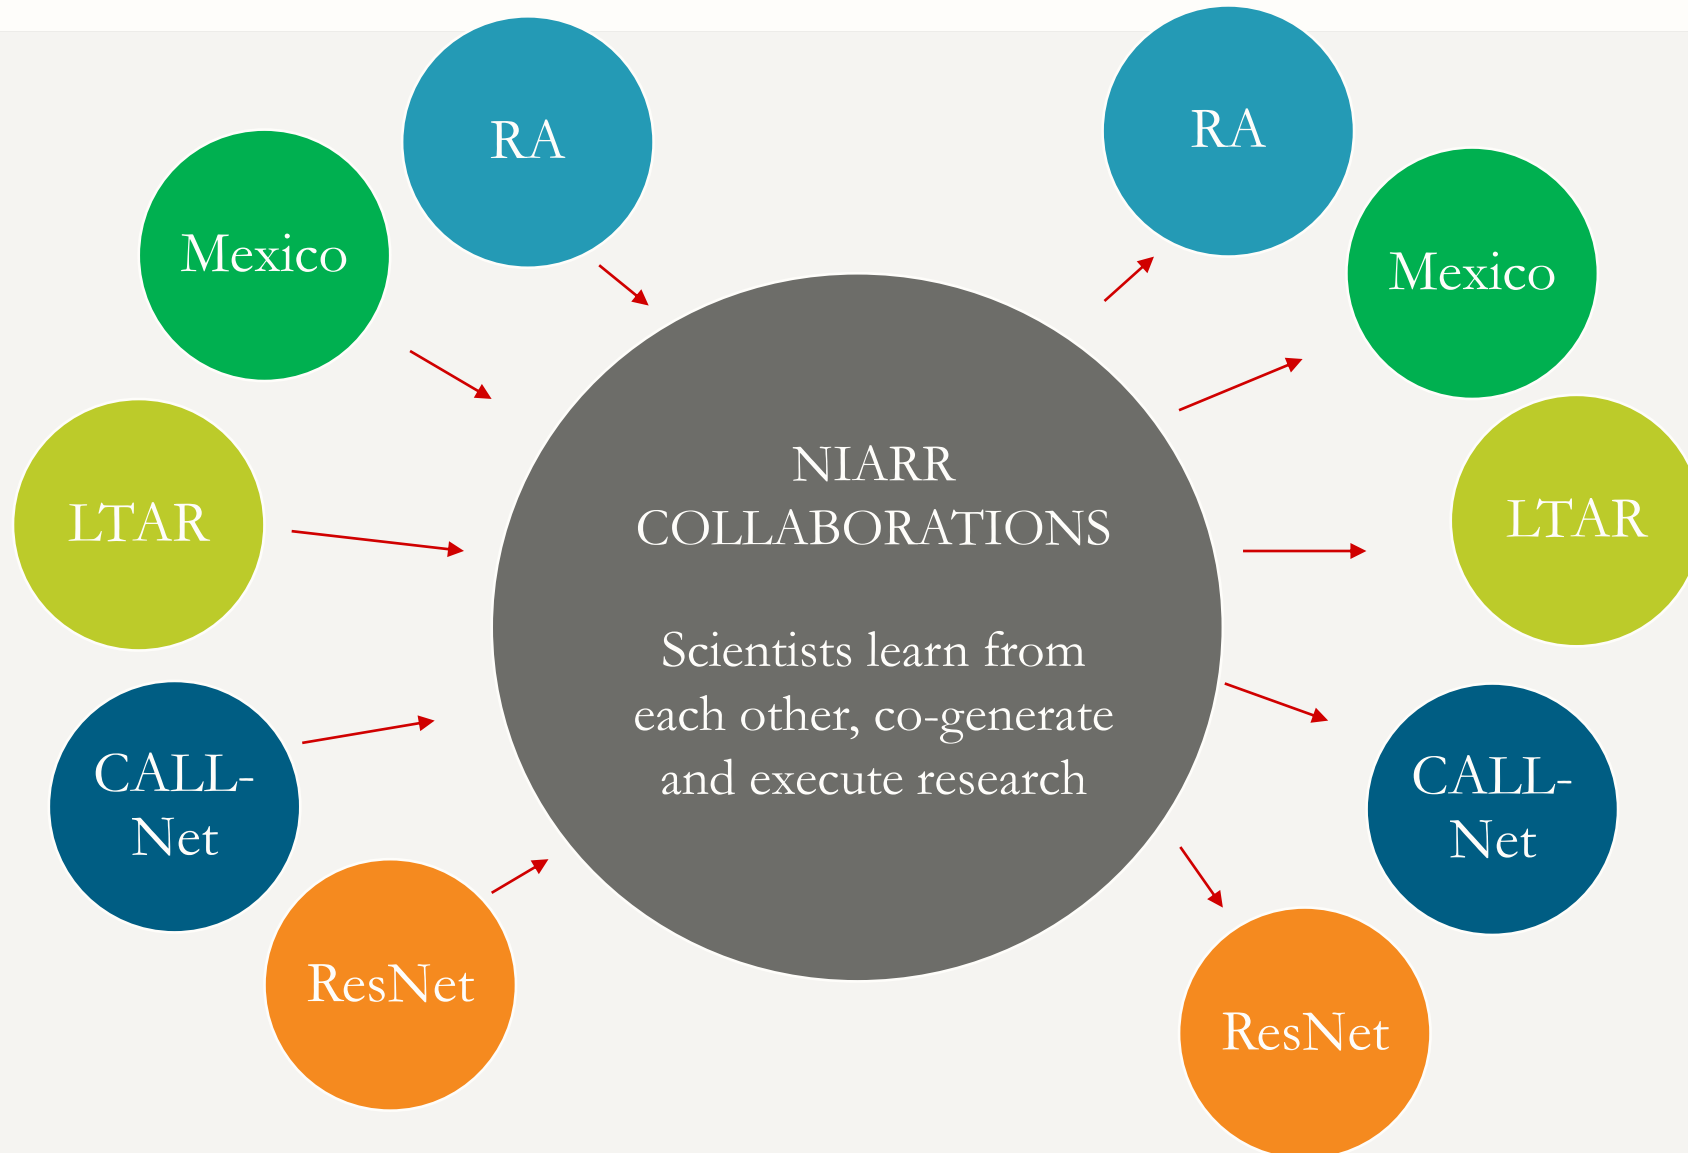 RA
Mexico
LTAR
CALL-
Net
ResNet
NIARR
COLLABORATIONS
Scientists learn from
each other, co-generate
and execute research
RA
Mexico
LTAR
CALL-
Net
ResNet